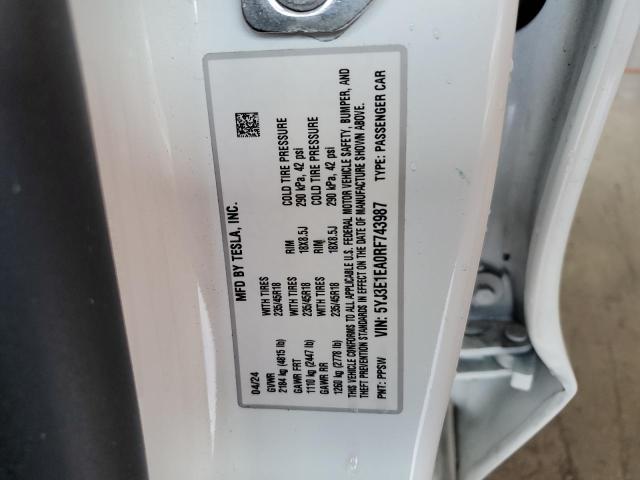 MFD BY TESLA, INC.
04/24
GVWR WITH TIRES RIM COLD TIRE PRESSURE
2184 kg (4815 lb) 235/45R18 18X8.5J 290 kPa, 42 psi
GAWR FRT WITH TIRES RIM COLD TIRE PRESSURE
1110 kg (2447 lb) 235/45R18 18X8.5J 290 kPa, 42 psi
GAWR RR WITH TIRES RIM COLD TIRE PRESSURE
1260 kg (2778 lb) 235/45R18 18X8.5J 290 kPa, 42 psi
THIS VEHICLE CONFORMS TO ALL APPLICABLE U.S. FEDERAL MOTOR VEHICLE SAFETY, BUMPER, AND
THEFT PREVENTION STANDARDS IN EFFECT ON THE DATE OF MANUFACTURE SHOWN ABOVE.
VIN: 5YJ3E1EA0RF743987 TYPE: PASSENGER CAR
PNT: PPSW